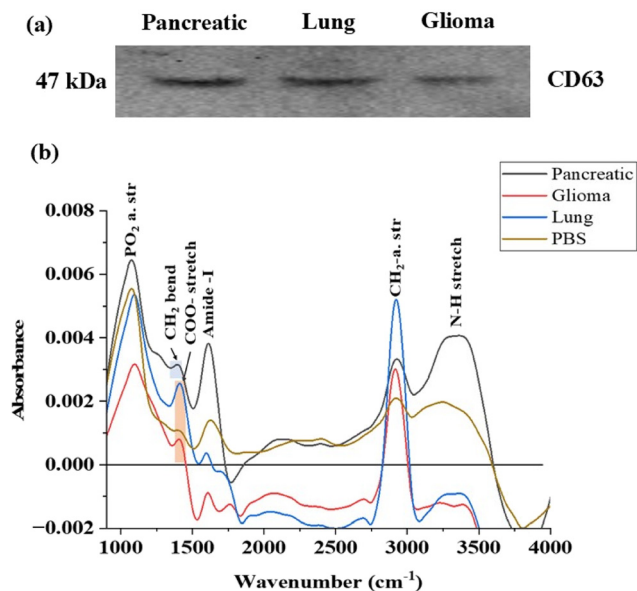 (a)
Pancreatic Lung Glioma
47 kDa CD63
(b)
Pancreatic
Glioma
Lung
PBS
PO2 a. str
CH2 bend
COO- stretch
Amide -I
CH2-a. str
N-H stretch
0.008
0.006
0.004
0.002
0.000
−0.002
Absorbance
1000 1500 2000 2500 3000 3500 4000
Wavenumber (cm-1)